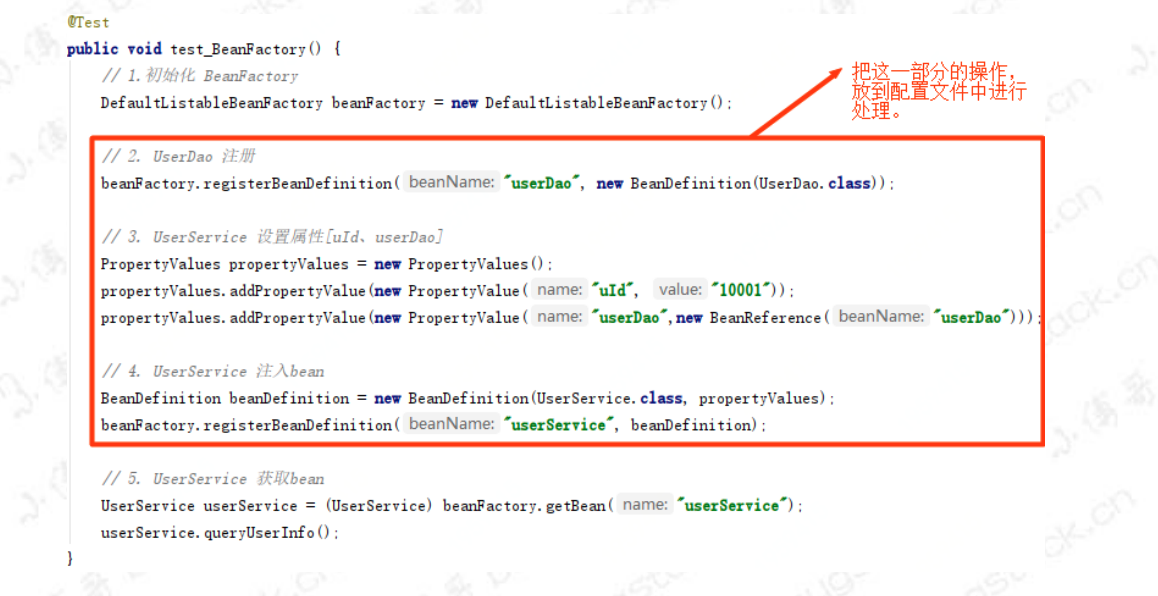 @Test
public void test_BeanFactory() {
// 1.初始化 BeanFactory
DefaultListableBeanFactory beanFactory = new DefaultListableBeanFactory();
把这一部分的操作，
放到配置文件中进行
处理。
// 2. UserDao 注册
beanFactory.registerBeanDefinition( beanName: "userDao", new BeanDefinition(UserDao.class));
// 3. UserService 设置属性[uId、userDao]
PropertyValues propertyValues = new PropertyValues();
propertyValues.addPropertyValue(new PropertyValue( name: "uId", value: "10001"));
propertyValues.addPropertyValue(new PropertyValue( name: "userDao",new BeanReference( beanName: "userDao")));
// 4. UserService 注入bean
BeanDefinition beanDefinition = new BeanDefinition(UserService.class, propertyValues);
beanFactory.registerBeanDefinition( beanName: "userService", beanDefinition);
// 5. UserService 获取bean
UserService userService = (UserService) beanFactory.getBean( name: "userService");
userService.queryUserInfo();
}